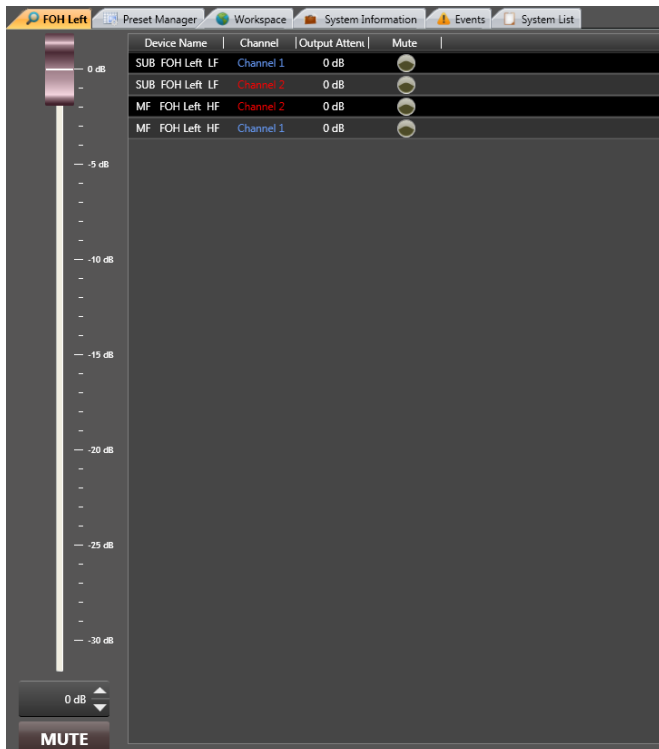 FOH Left Preset Manager Workspace System Information Events System List
Device Name Channel Output Attenu Mute
SUB FOH Left LF Channel 1 0 dB
SUB FOH Left LF Channel 2 0 dB
MF FOH Left HF Channel 2 0 dB
MF FOH Left HF Channel 1 0 dB
0 dB
-5 dB
-10 dB
-15 dB
-20 dB
-25 dB
-30 dB
0 dB
MUTE